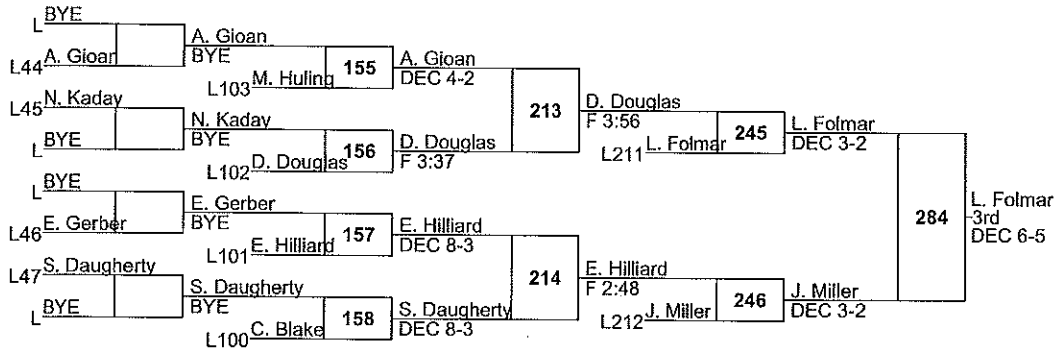 L BYE
L44 A. Gioan
A. Gioan
BYE
L103 M. Huling
155
A. Gioan
DEC 4-2
L45 N. Kaday
L BYE
N. Kaday
BYE
L102 D. Douglas
156
D. Douglas
F 3:37
213
D. Douglas
F 3:56
L211 L. Folmar
245
L. Folmar
DEC 3-2
L BYE
L46 E. Gerber
E. Gerber
BYE
L101 E. Hilliard
157
E. Hilliard
DEC 8-3
L47 S. Daugherty
L BYE
S. Daugherty
BYE
L100 C. Blake
158
S. Daugherty
DEC 8-3
214
E. Hilliard
F 2:48
L212 J. Miller
246
J. Miller
DEC 3-2
284
L. Folmar
3rd
DEC 6-5